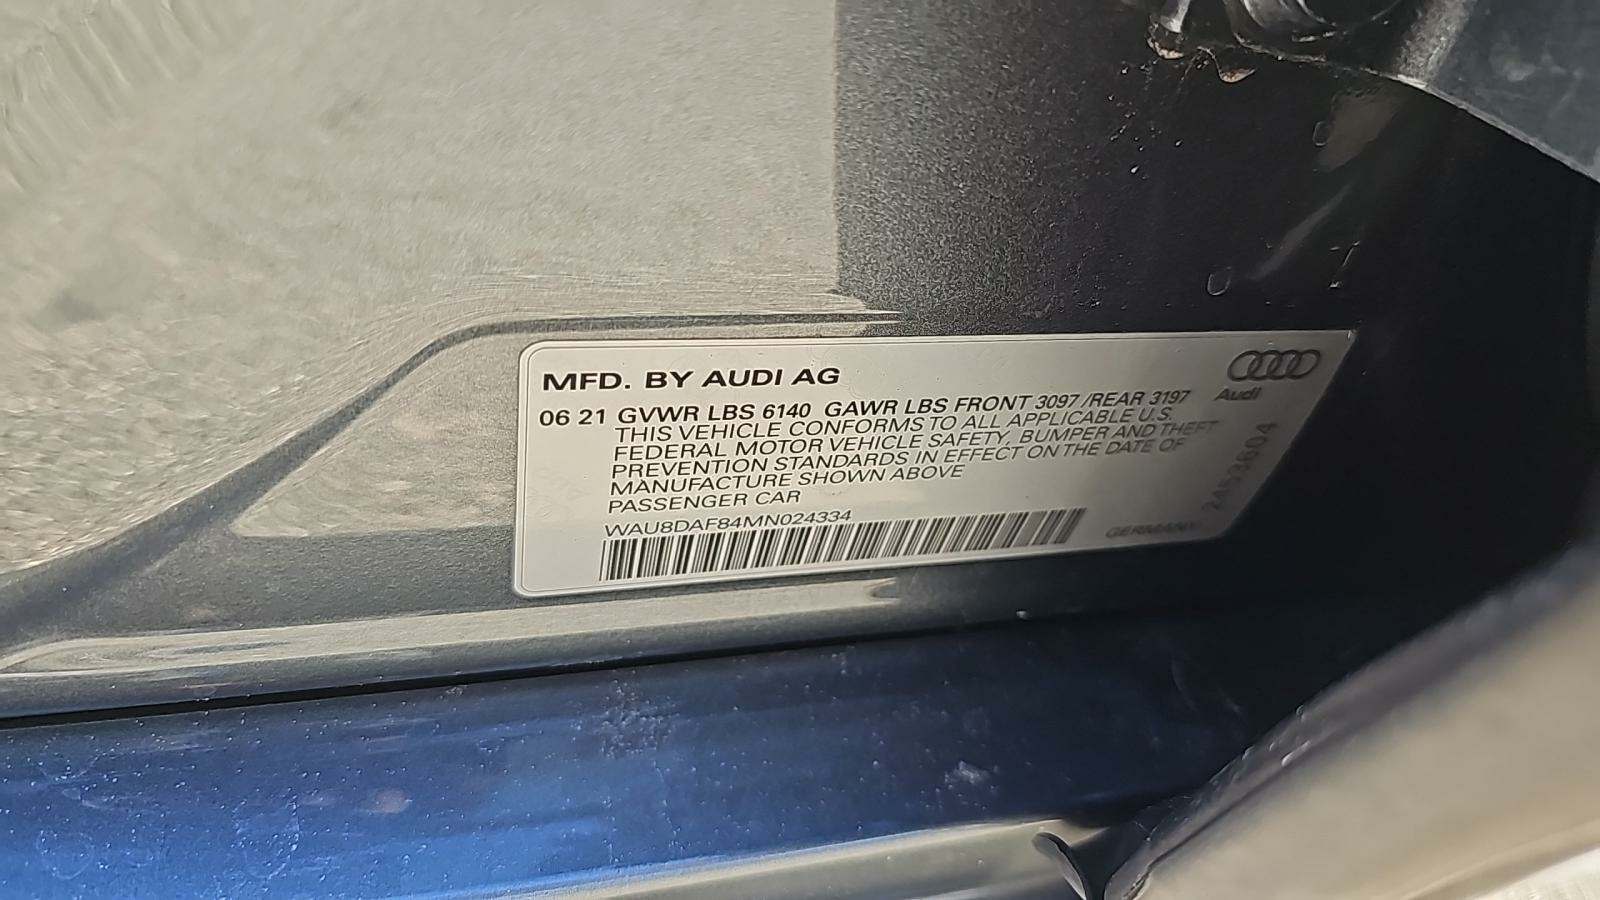 MFD. BY AUDI AG
Audi
06 21 GVWR LBS 6140 GAWR LBS FRONT 3097 /REAR 3197
THIS VEHICLE CONFORMS TO ALL APPLICABLE U.S.
FEDERAL MOTOR VEHICLE SAFETY, BUMPER AND THEFT
PREVENTION STANDARDS IN EFFECT ON THE DATE OF
MANUFACTURE SHOWN ABOVE
PASSENGER CAR
WAU8DAF84MN024334
GERMANY
2453604